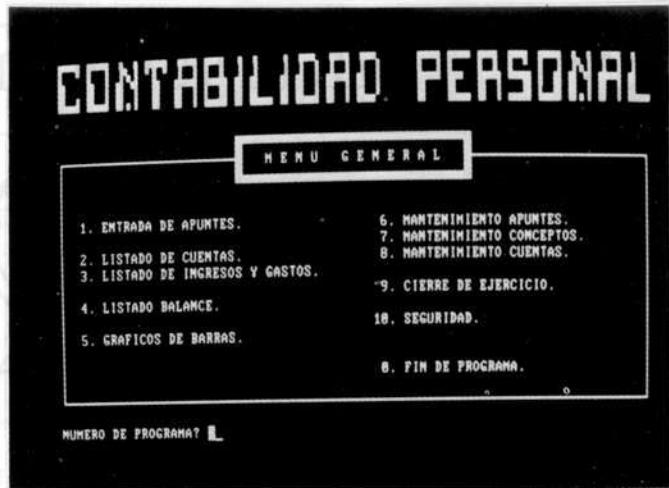 CONTABILIDAD PERSONAL
MENU GENERAL
1. ENTRADA DE APUNTES.
2. LISTADO DE CUENTAS.
3. LISTADO DE INGRESOS Y GASTOS.
4. LISTADO BALANCE.
5. GRAFICOS DE BARRAS.
6. MANTENIMIENTO APUNTES.
7. MANTENIMIENTO CONCEPTOS.
8. MANTENIMIENTO CUENTAS.
9. CIERRE DE EJERCICIO.
10. SEGURIDAD.
0. FIN DE PROGRAMA.
NUMERO DE PROGRAMA?